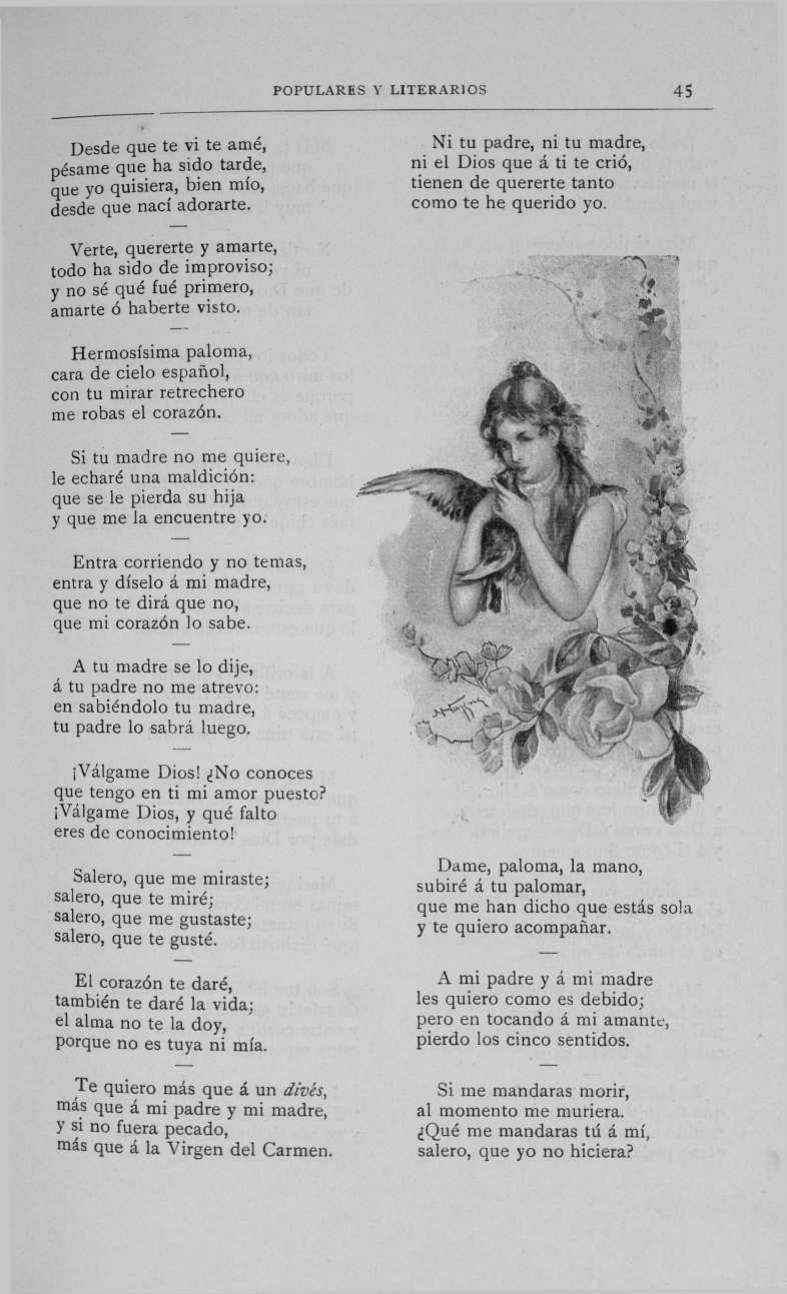 POPULARES Y LITERARIOS 45
Desde que te vi te amé,
pésame que ha sido tarde,
que yo quisiera, bien mío,
desde que nací adorarte.
Verte, quererte y amarte,
todo ha sido de improviso;
y no sé qué fué primero,
amarte ó haberte visto.
Hermosísima paloma,
cara de cielo español,
con tu mirar retrechero
me robas el corazón.
Si tu madre no me quiere,
le echaré una maldición:
que se le pierda su hija
y que me la encuentre yo.
Entra corriendo y no temas,
entra y díselo á mi madre,
que no te dirá que no,
que mi corazón lo sabe.
A tu madre se lo dije,
á tu padre no me atrevo:
en sabiéndolo tu madre,
tu padre lo sabrá luego.
¡Válgame Dios! ¿No conoces
que tengo en ti mi amor puesto?
¡Válgame Dios, y qué falto
eres de conocimiento!
Salero, que me miraste;
salero, que te miré;
salero, que me gustaste;
salero, que te gusté.
El corazón te daré,
también te daré la vida;
el alma no te la doy,
porque no es tuya ni mía.
Te quiero más que á un divés,
más que á mi padre y mi madre,
y si no fuera pecado,
más que á la Virgen del Carmen.
Ni tu padre, ni tu madre,
ni el Dios que á ti te crió,
tienen de quererte tanto
como te he querido yo.
Dame, paloma, la mano,
subiré á tu palomar,
que me han dicho que estás sola
y te quiero acompañar.
A mi padre y á mi madre
les quiero como es debido;
pero en tocando á mi amante,
pierdo los cinco sentidos.
Si me mandaras morir,
al momento me muriera.
¿Qué me mandaras tú á mí,
salero, que yo no hiciera?